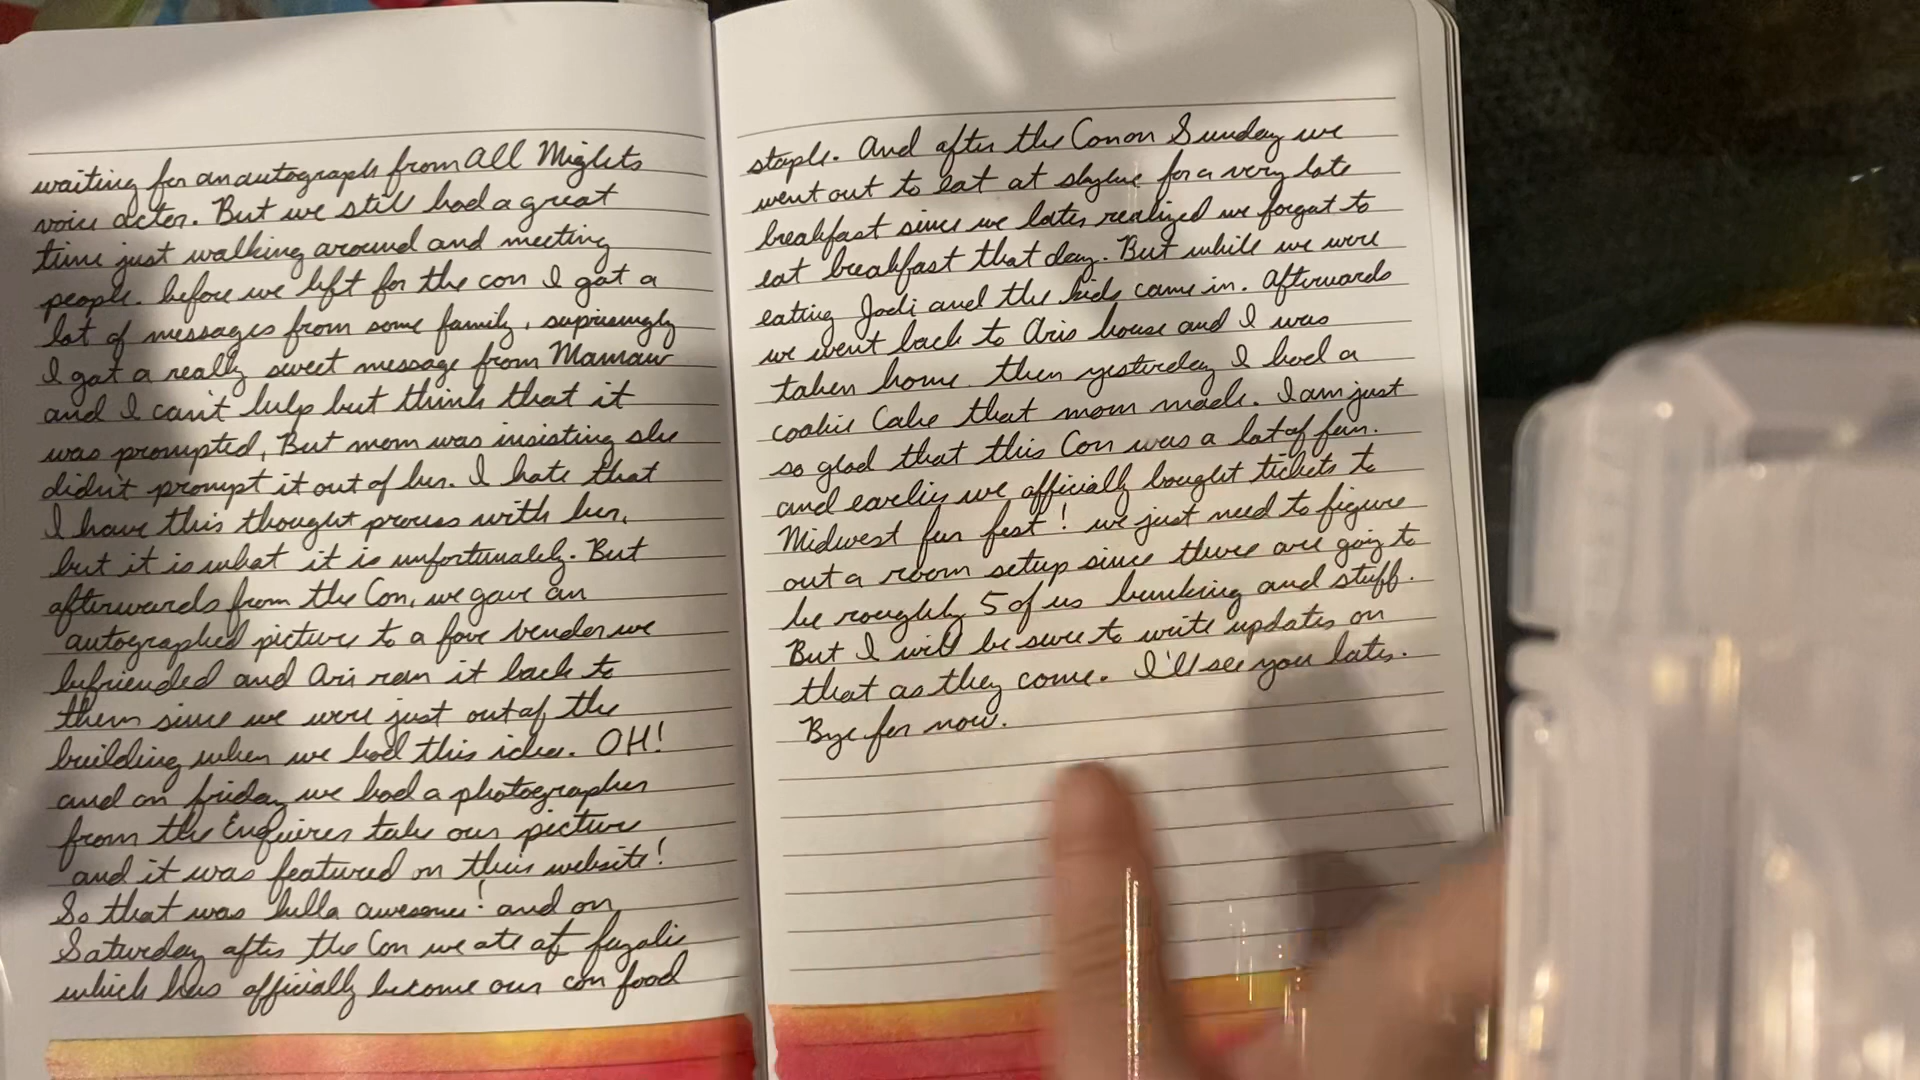 waiting for an autograph from All Mights
voice actor. But we still had a great
time just walking around and meeting
people. before we left for the con I got a
lot of messages from some family, suprisingly
I got a really sweet message from Mamaw
and I can't help but think that it
was prompted, But mom was insisting she
didn't prompt it out of her. I hate that
I have this thought process with her,
but it is what it is unfortunately. But
afterwards from the Con, we gave an
autographed picture to a fave vendor we
befriended and Ari ran it back to
them since we were just out of the
building when we had this idea. OH!
and on friday we had a photographer
from the Enquirer take our picture
and it was featured on their website!
So that was hella awesome! and on
Saturday after the Con we ate at fazolis
which has officially become our con food
staple. And after the Con on Sunday we
went out to eat at skyline for a very late
breakfast since we later realized we forgot to
eat breakfast that day. But while we were
eating Jodi and the kids came in. Afterwards
we went back to Aris house and I was
taken home. then yesterday I had a
cookie Cake that mom made. I am just
so glad that this Con was a lot of fun.
and earlier we officially bought tickets to
Midwest fur fest! we just need to figure
out a room setup since there are going to
be roughly 5 of us bunking and stuff.
But I will be sure to write updates on
that as they come. I'll see you later.
Bye for now.